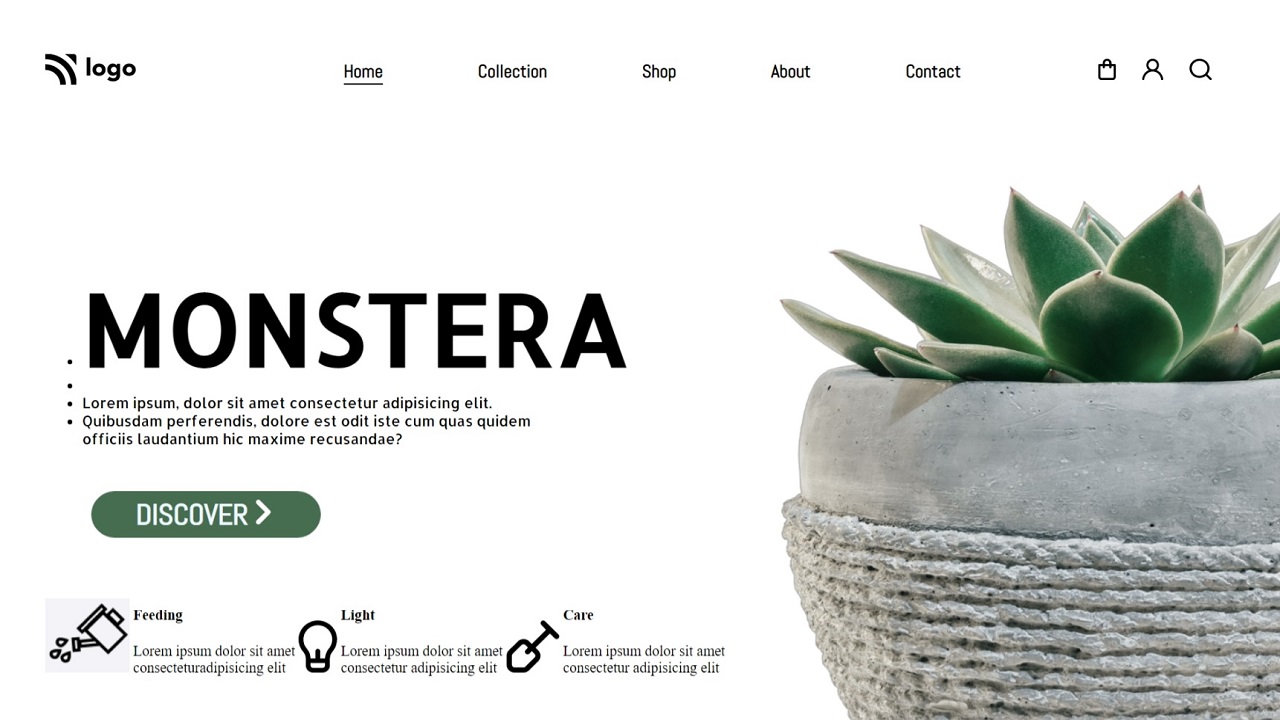 logo
Home
Collection
Shop
About
Contact
MONSTERA
Lorem ipsum, dolor sit amet consectetur adipisicing elit.
Quibusdam perferendis, dolore est odit iste cum quas quidem
officiis laudantium hic maxime recusandae?
DISCOVER
Feeding
Lorem ipsum dolor sit amet
consecteturadipisicing elit
Light
Lorem ipsum dolor sit amet
consectetur adipisicing elit
Care
Lorem ipsum dolor sit amet
consectetur adipisicing elit